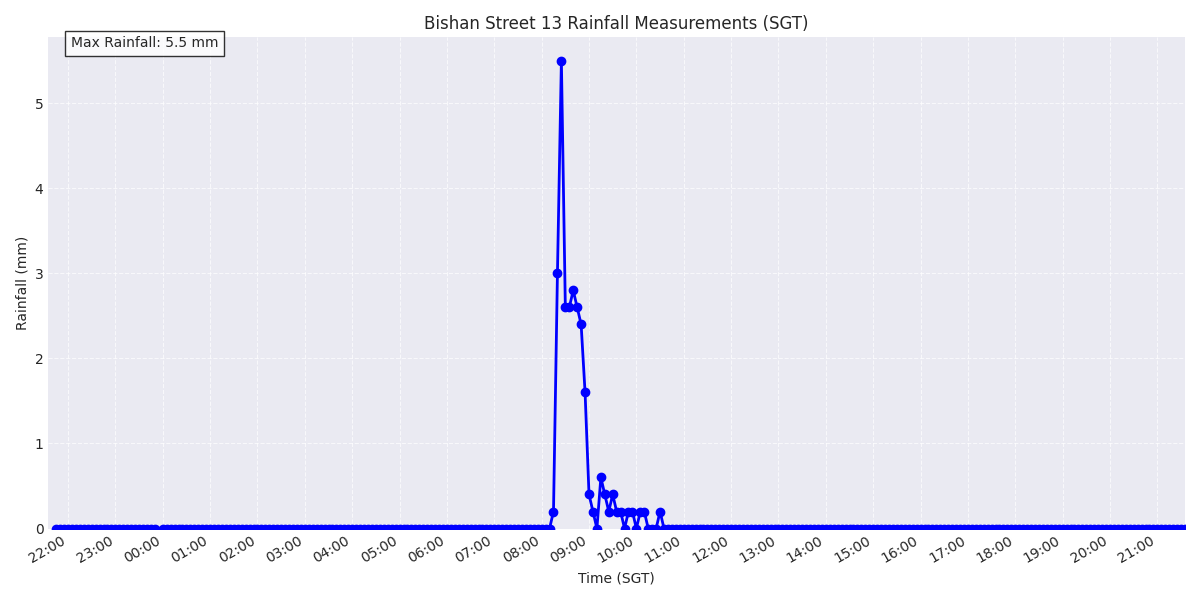 Bishan Street 13 Rainfall Measurements (SGT)
Max Rainfall: 5.5 mm
Rainfall (mm)
5
4
3
2
1
0
22:00 23:00 00:00 01:00 02:00 03:00 04:00 05:00 06:00 07:00 08:00 09:00 10:00 11:00 12:00 13:00 14:00 15:00 16:00 17:00 18:00 19:00 20:00 21:00
Time (SGT)